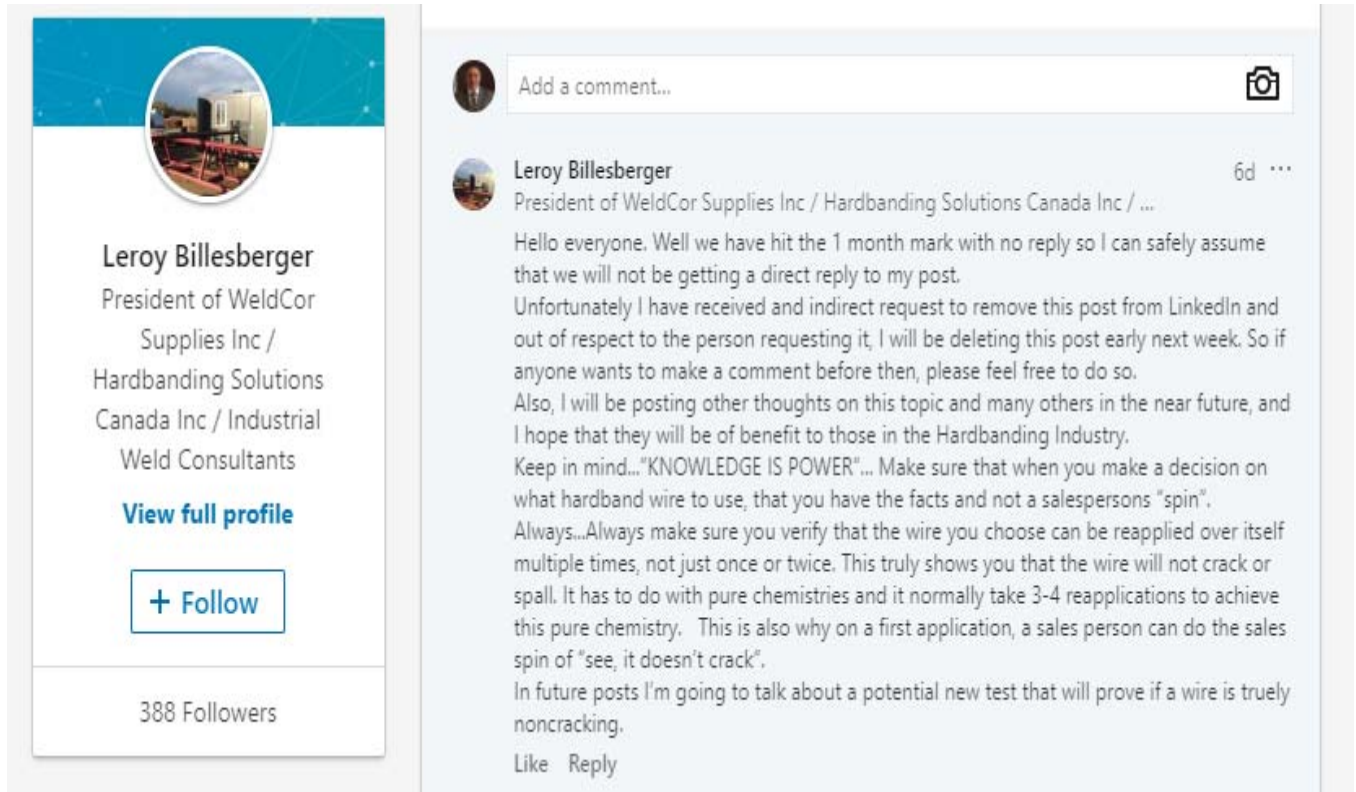 Leroy Billesberger
President of WeldCor
Supplies Inc /
Hardbanding Solutions
Canada Inc / Industrial
Weld Consultants
View full profile
+ Follow
388 Followers
Add a comment...
Leroy Billesberger 6d ...
President of WeldCor Supplies Inc / Hardbanding Solutions Canada Inc / ...
Hello everyone. Well we have hit the 1 month mark with no reply so I can safely assume
that we will not be getting a direct reply to my post.
Unfortunately I have received and indirect request to remove this post from LinkedIn and
out of respect to the person requesting it, I will be deleting this post early next week. So if
anyone wants to make a comment before then, please feel free to do so.
Also, I will be posting other thoughts on this topic and many others in the near future, and
I hope that they will be of benefit to those in the Hardbanding Industry.
Keep in mind..."KNOWLEDGE IS POWER"... Make sure that when you make a decision on
what hardband wire to use, that you have the facts and not a salespersons "spin".
Always...Always make sure you verify that the wire you choose can be reapplied over itself
multiple times, not just once or twice. This truly shows you that the wire will not crack or
spall. It has to do with pure chemistries and it normally take 3-4 reapplications to achieve
this pure chemistry. This is also why on a first application, a sales person can do the sales
spin of "see, it doesn't crack".
In future posts I'm going to talk about a potential new test that will prove if a wire is truely
noncracking.
Like Reply